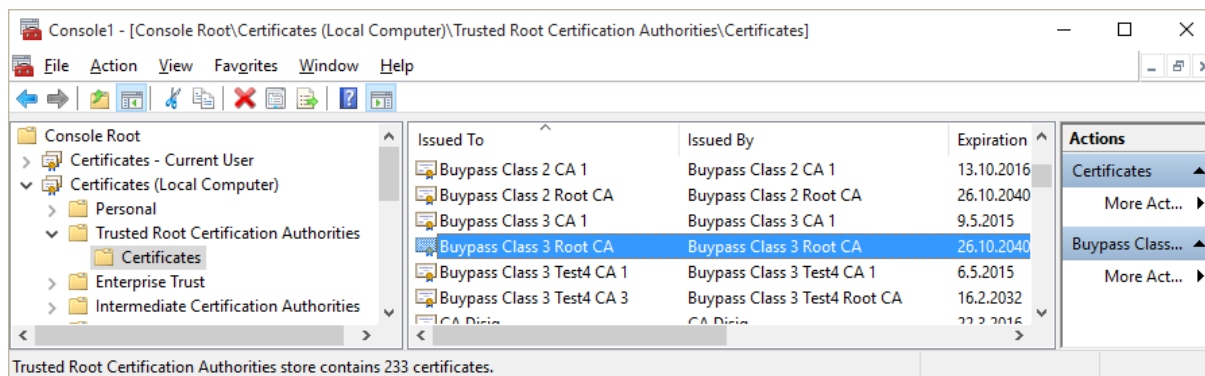 Console1 - [Console Root\Certificates (Local Computer)\Trusted Root Certification Authorities\Certificates]
File Action View Favorites Window Help
Console Root
Certificates - Current User
Certificates (Local Computer)
Personal
Trusted Root Certification Authorities
Certificates
Enterprise Trust
Intermediate Certification Authorities
Issued To Issued By Expiration
Buypass Class 2 CA 1 Buypass Class 2 CA 1 13.10.2016
Buypass Class 2 Root CA Buypass Class 2 Root CA 26.10.2040
Buypass Class 3 CA 1 Buypass Class 3 CA 1 9.5.2015
Buypass Class 3 Root CA Buypass Class 3 Root CA 26.10.2040
Buypass Class 3 Test4 CA 1 Buypass Class 3 Test4 CA 1 6.5.2015
Buypass Class 3 Test4 CA 3 Buypass Class 3 Test4 Root CA 16.2.2032
CA Disig CA Disig 22.3.2016
Actions
Certificates
More Act...
Buypass Class...
More Act...
Trusted Root Certification Authorities store contains 233 certificates.